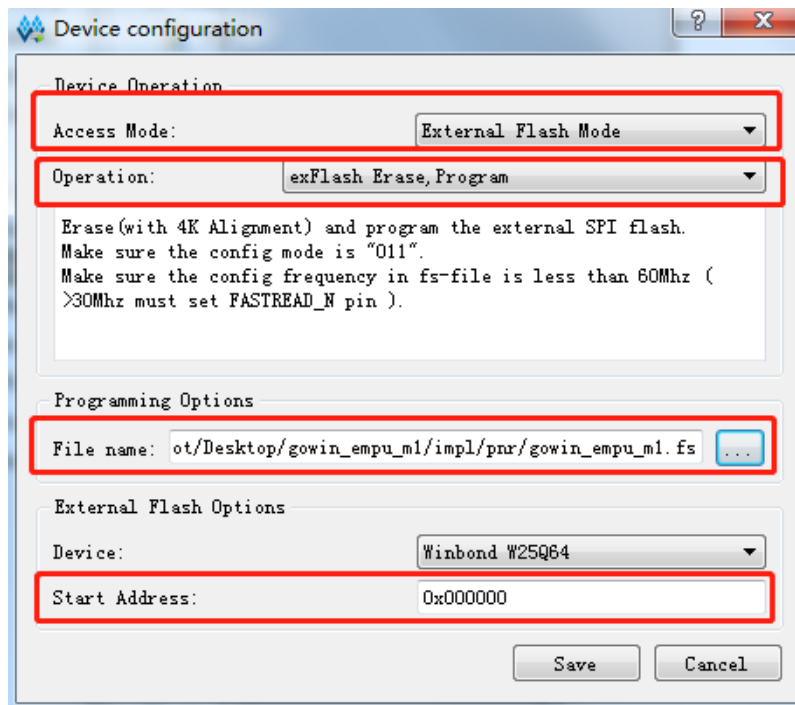 Device configuration
?
Device Operation
Access Mode: External Flash Mode
Operation: exFlash Erase,Program
Erase(with 4K Alignment) and program the external SPI flash.
Make sure the config mode is "011".
Make sure the config frequency in fs-file is less than 60Mhz (
>30Mhz must set FASTREAD_N pin ).
Programming Options
File name: ot/Desktop/gowin_empu_m1/impl/pnr/gowin_empu_m1.fs ...
External Flash Options
Device: Winbond W25Q64
Start Address: 0x000000
Save Cancel